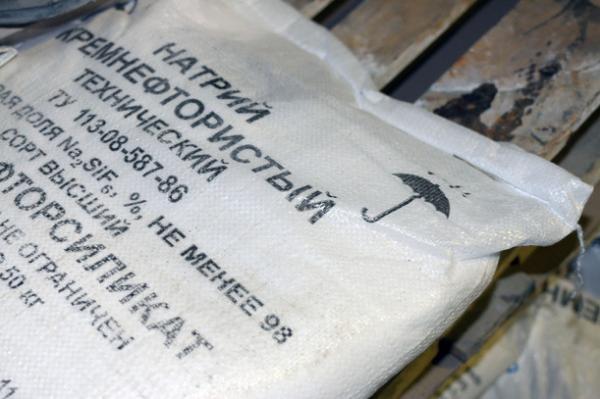 НАТРИЙ
КРЕМНЕФТОРИСТЫЙ
ТЕХНИЧЕСКИЙ
ТУ 113-08-587-86
ДОЛЯ Na₂SiF₆, %, НЕ МЕНЕЕ 98
СОРТ ВЫСШИЙ
ФТОРСИЛИКАТ
НЕ ОГРАНИЧЕН
50 кг
11